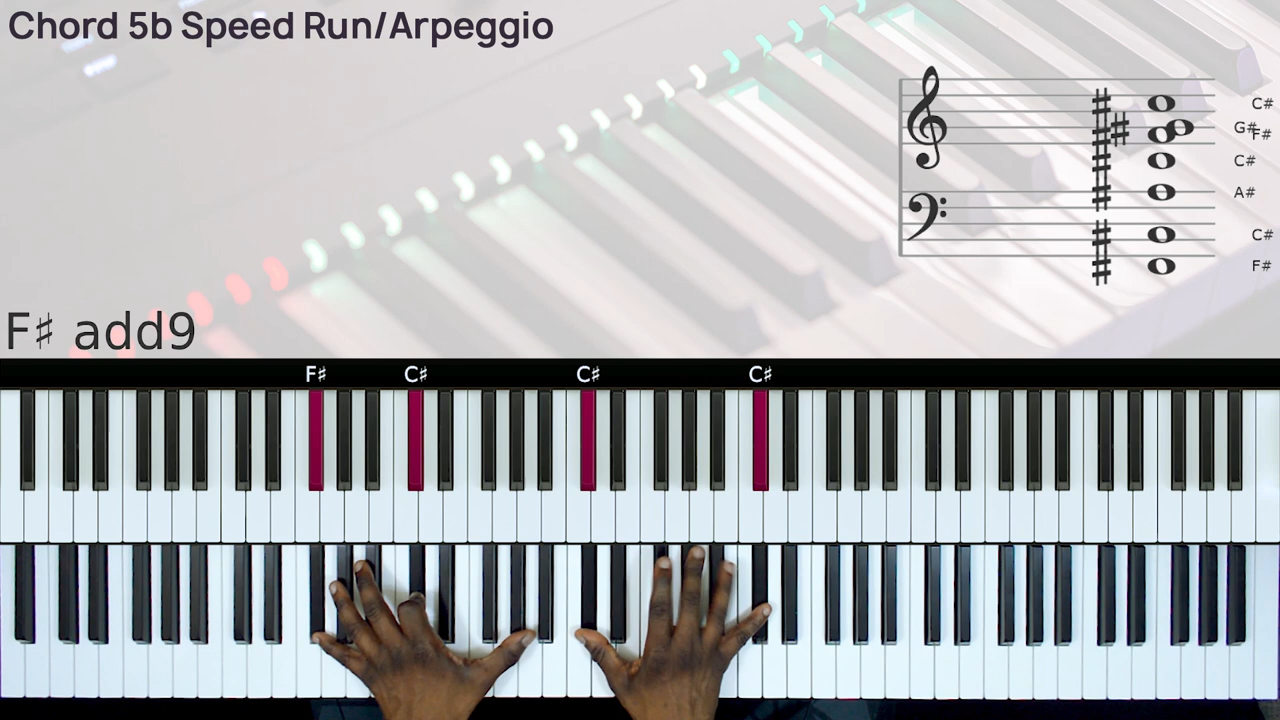 Chord 5b Speed Run/Arpeggio
C#
G#
F#
C#
A#
C#
F#
F♯ add9
F♯ C♯ C♯ C♯